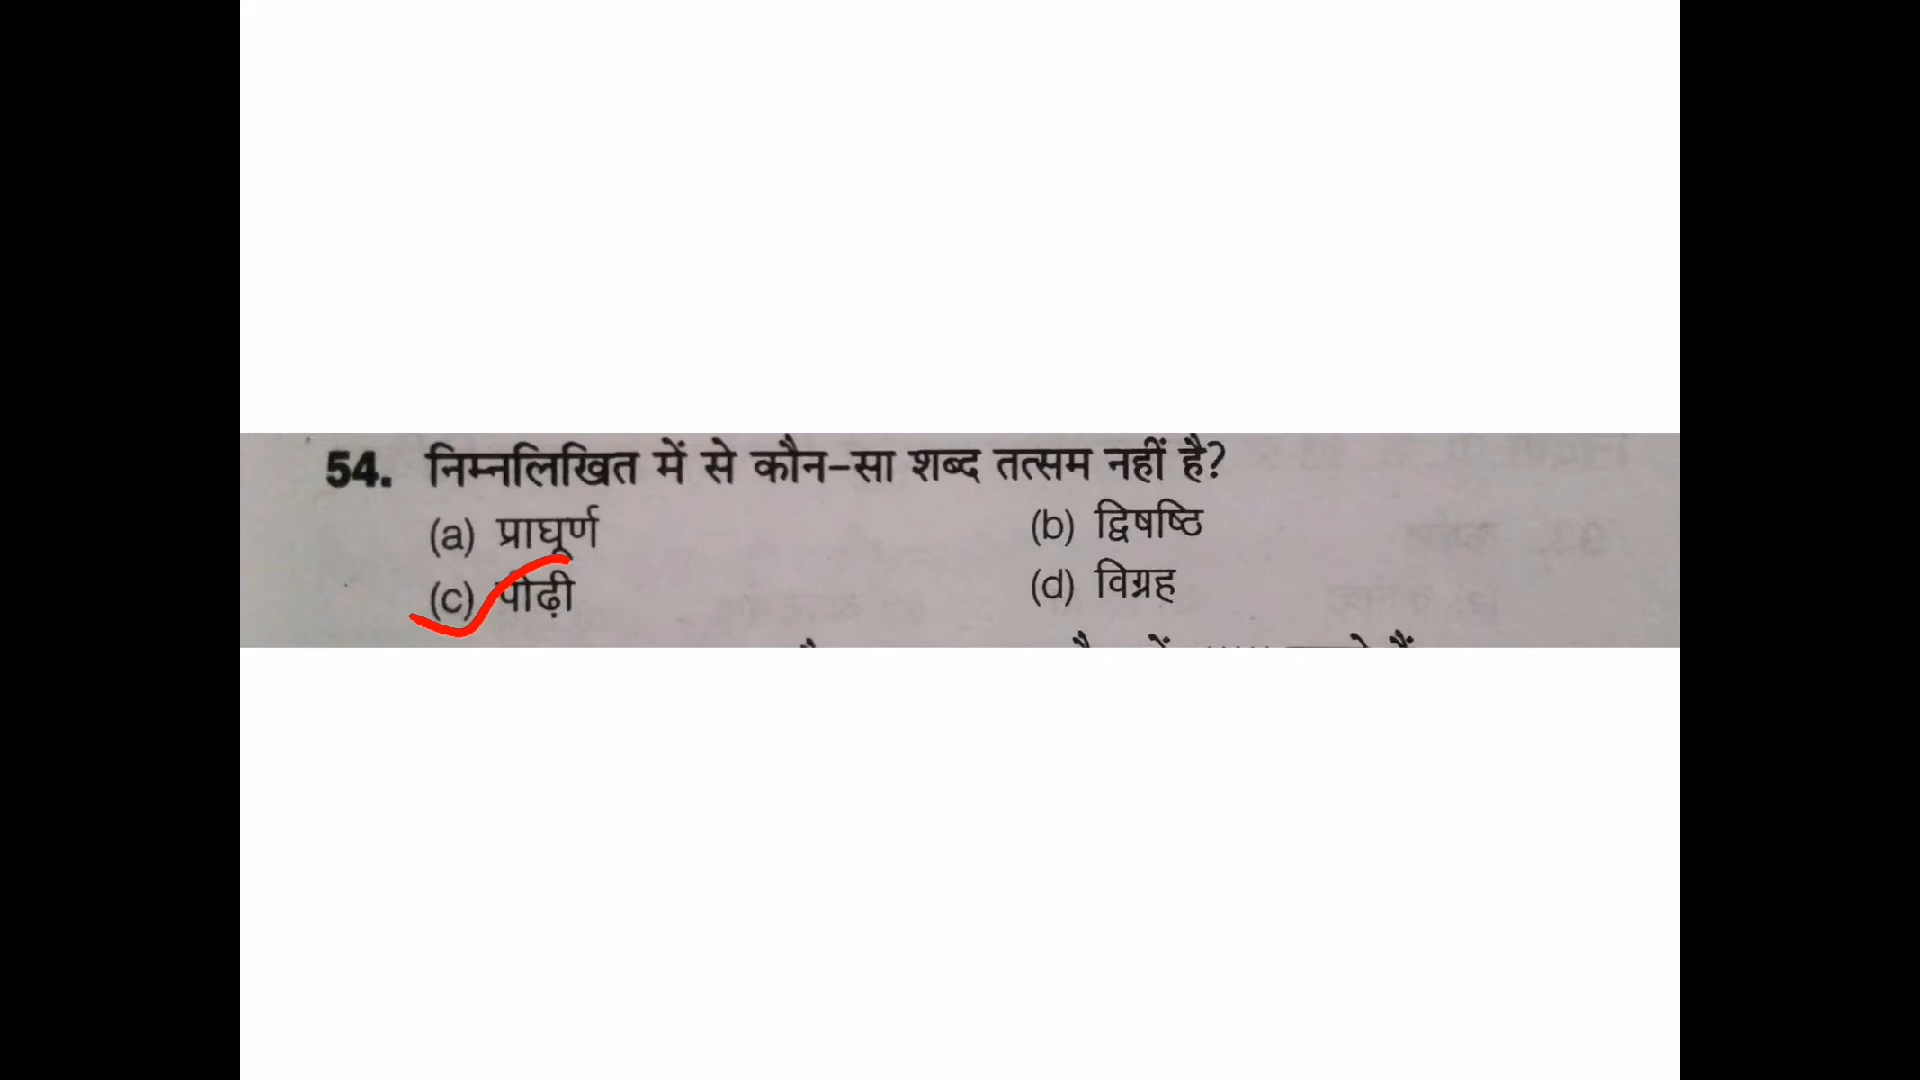 54. निम्नलिखित में से कौन-सा शब्द तत्सम नहीं है?
(a) प्राघूर्ण (b) द्विषष्ठि
(c) पीढ़ी (d) विग्रह